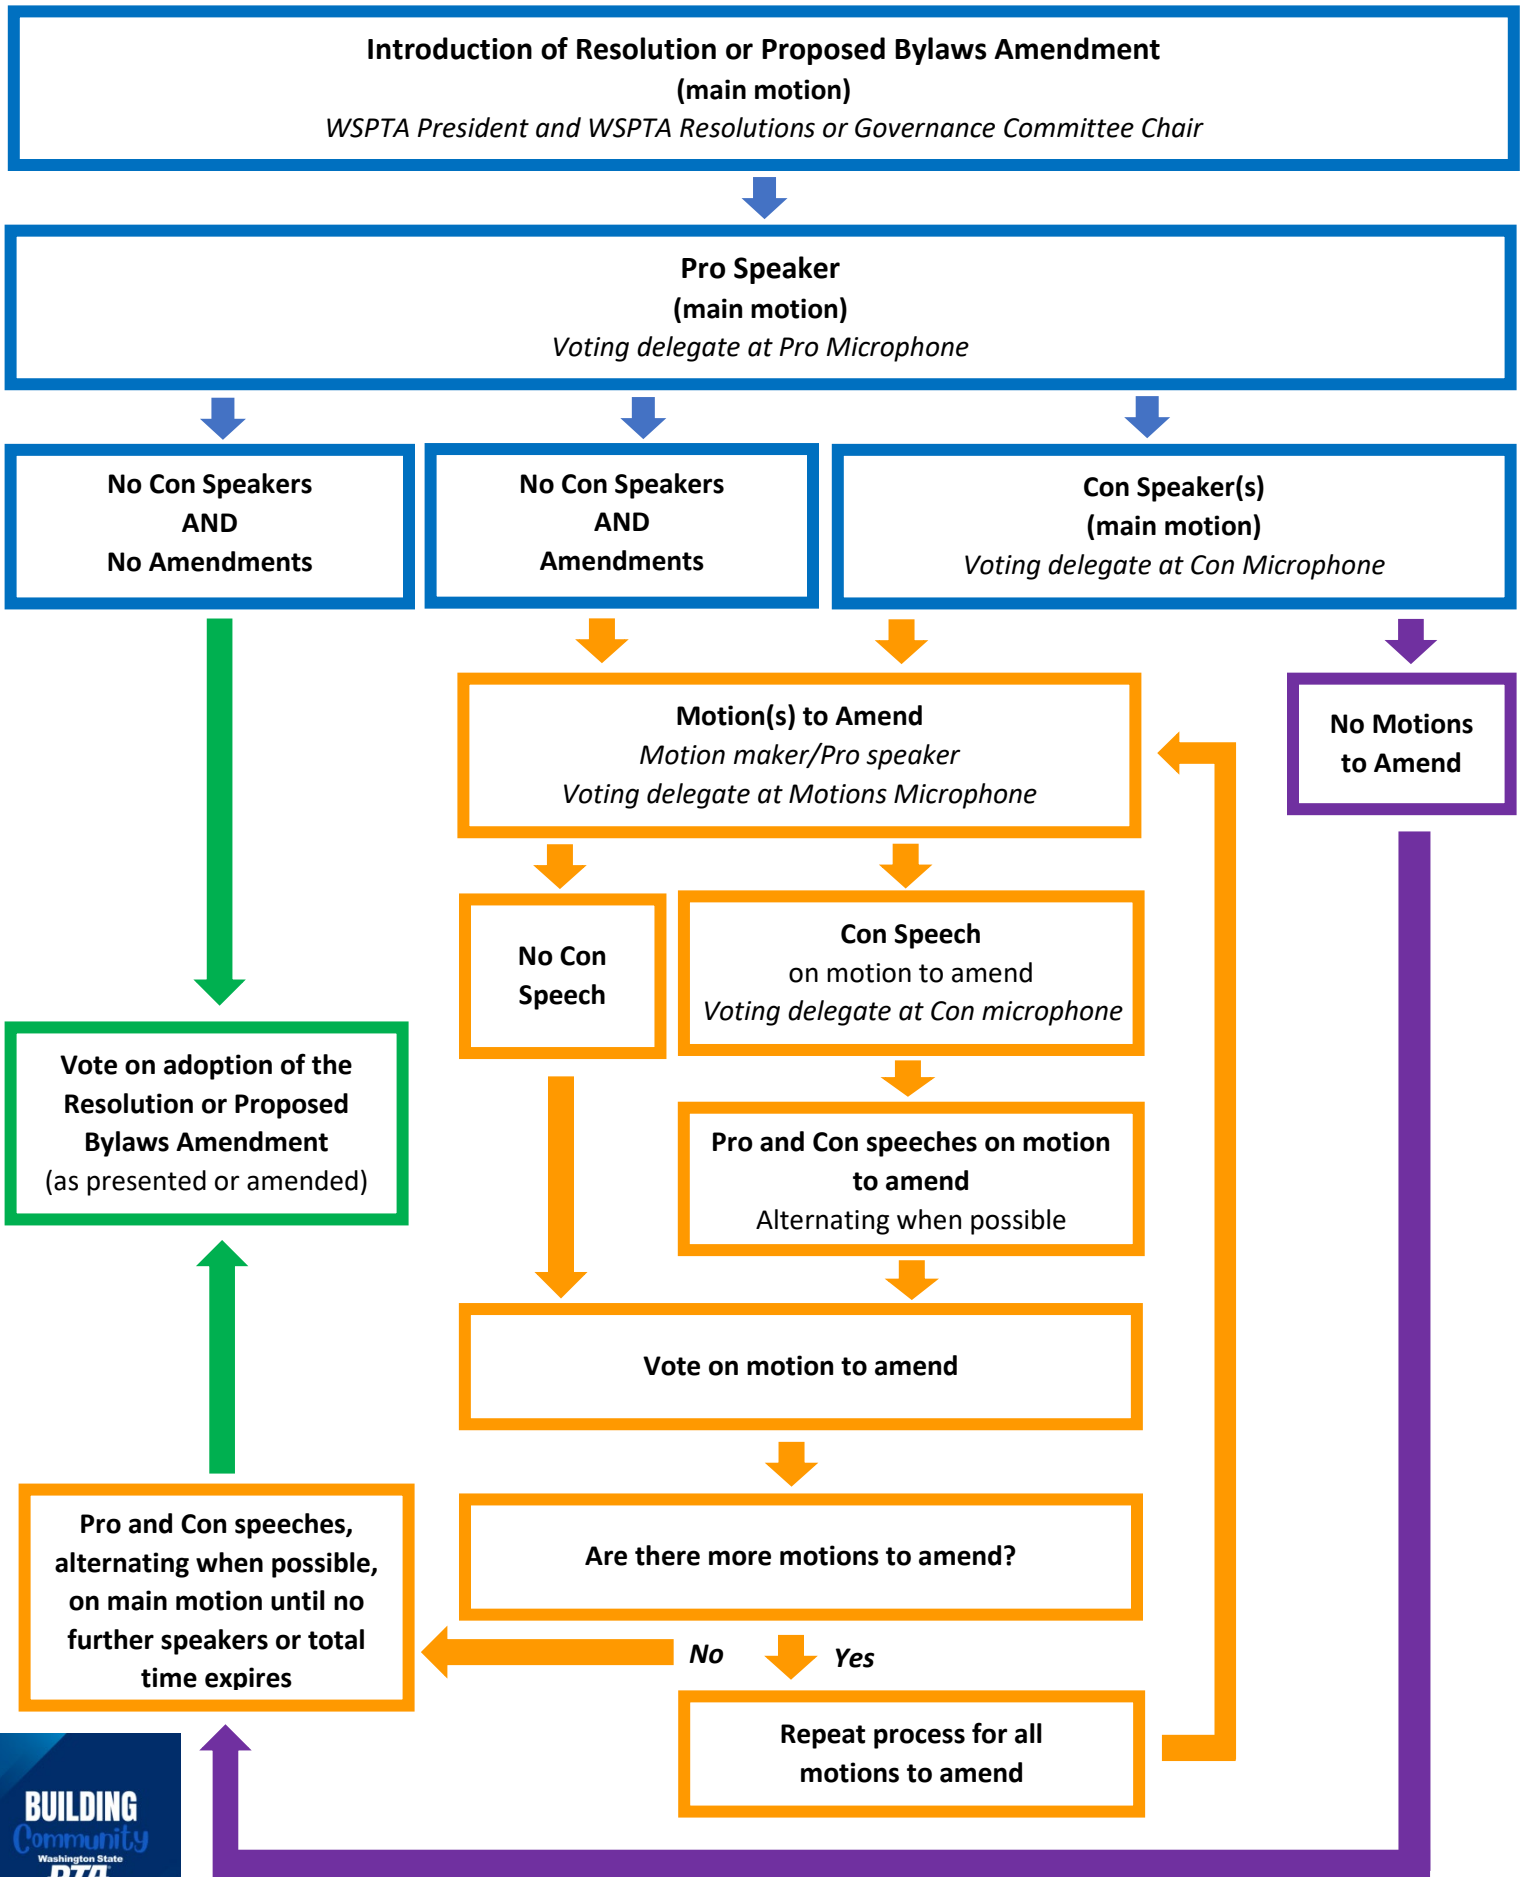 Introduction of Resolution or Proposed Bylaws Amendment
(main motion)
WSPTA President and WSPTA Resolutions or Governance Committee Chair
Pro Speaker
(main motion)
Voting delegate at Pro Microphone
No Con Speakers
AND
No Amendments
No Con Speakers
AND
Amendments
Con Speaker(s)
(main motion)
Voting delegate at Con Microphone
Motion(s) to Amend
Motion maker/Pro speaker
Voting delegate at Motions Microphone
No Motions
to Amend
No Con
Speech
Con Speech
on motion to amend
Voting delegate at Con microphone
Vote on adoption of the
Resolution or Proposed
Bylaws Amendment
(as presented or amended)
Pro and Con speeches on motion
to amend
Alternating when possible
Vote on motion to amend
Are there more motions to amend?
Pro and Con speeches,
alternating when possible,
on main motion until no
further speakers or total
time expires
No
Yes
Repeat process for all
motions to amend
BUILDING
Community
Washington State
PTA